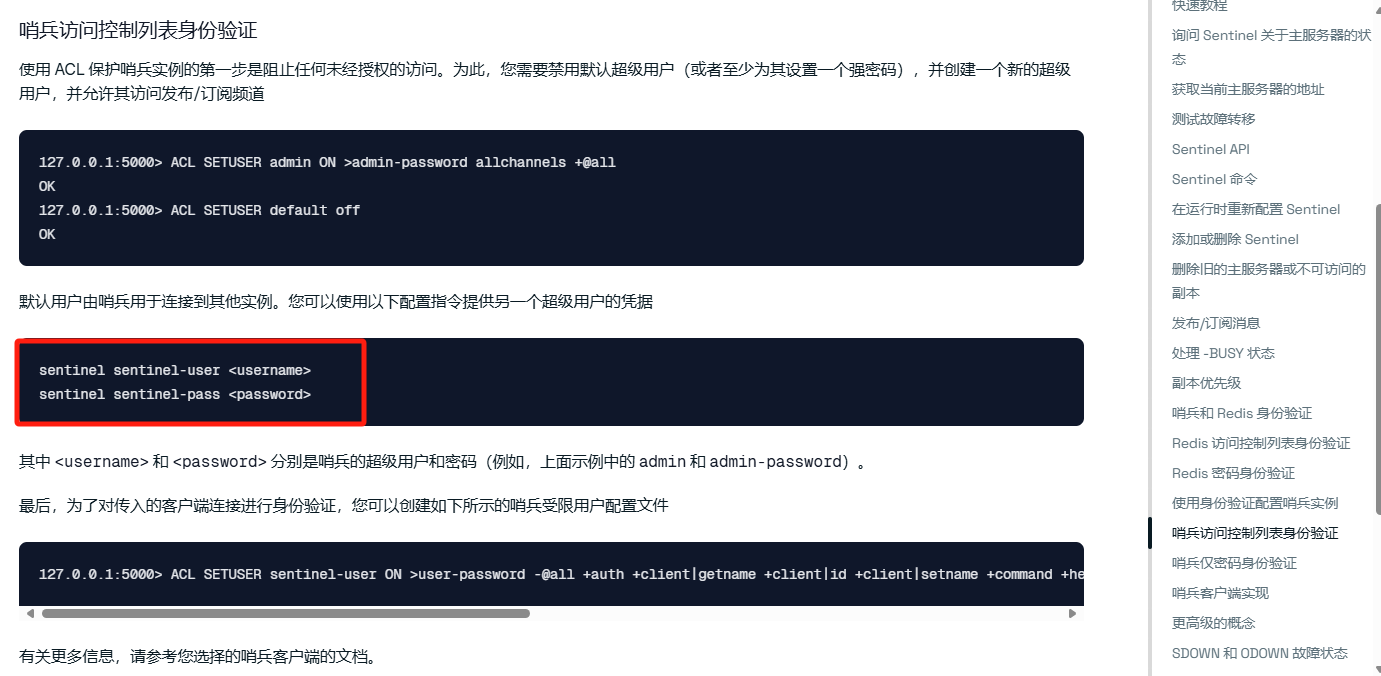 哨兵访问控制列表身份验证
使用 ACL 保护哨兵实例的第一步是阻止任何未经授权的访问。为此，您需要禁用默认超级用户（或者至少为其设置一个强密码），并创建一个新的超级
用户，并允许其访问发布/订阅频道
127.0.0.1:5000> ACL SETUSER admin ON >admin-password allchannels +@all
OK
127.0.0.1:5000> ACL SETUSER default off
OK
默认用户由哨兵用于连接到其他实例。您可以使用以下配置指令提供另一个超级用户的凭据
sentinel sentinel-user <username>
sentinel sentinel-pass <password>
其中 <username> 和 <password> 分别是哨兵的超级用户和密码（例如，上面示例中的 admin 和 admin-password）。
最后，为了对传入的客户端连接进行身份验证，您可以创建如下所示的哨兵受限用户配置文件
127.0.0.1:5000> ACL SETUSER sentinel-user ON >user-password -@all +auth +client|getname +client|id +client|setname +command +he
有关更多信息，请参考您选择的哨兵客户端的文档。
快速教程
询问 Sentinel 关于主服务器的状
态
获取当前主服务器的地址
测试故障转移
Sentinel API
Sentinel 命令
在运行时重新配置 Sentinel
添加或删除 Sentinel
删除旧的主服务器或不可访问的
副本
发布/订阅消息
处理 -BUSY 状态
副本优先级
哨兵和 Redis 身份验证
Redis 访问控制列表身份验证
Redis 密码身份验证
使用身份验证配置哨兵实例
哨兵访问控制列表身份验证
哨兵仅密码身份验证
哨兵客户端实现
更高级的概念
SDOWN 和 ODOWN 故障状态